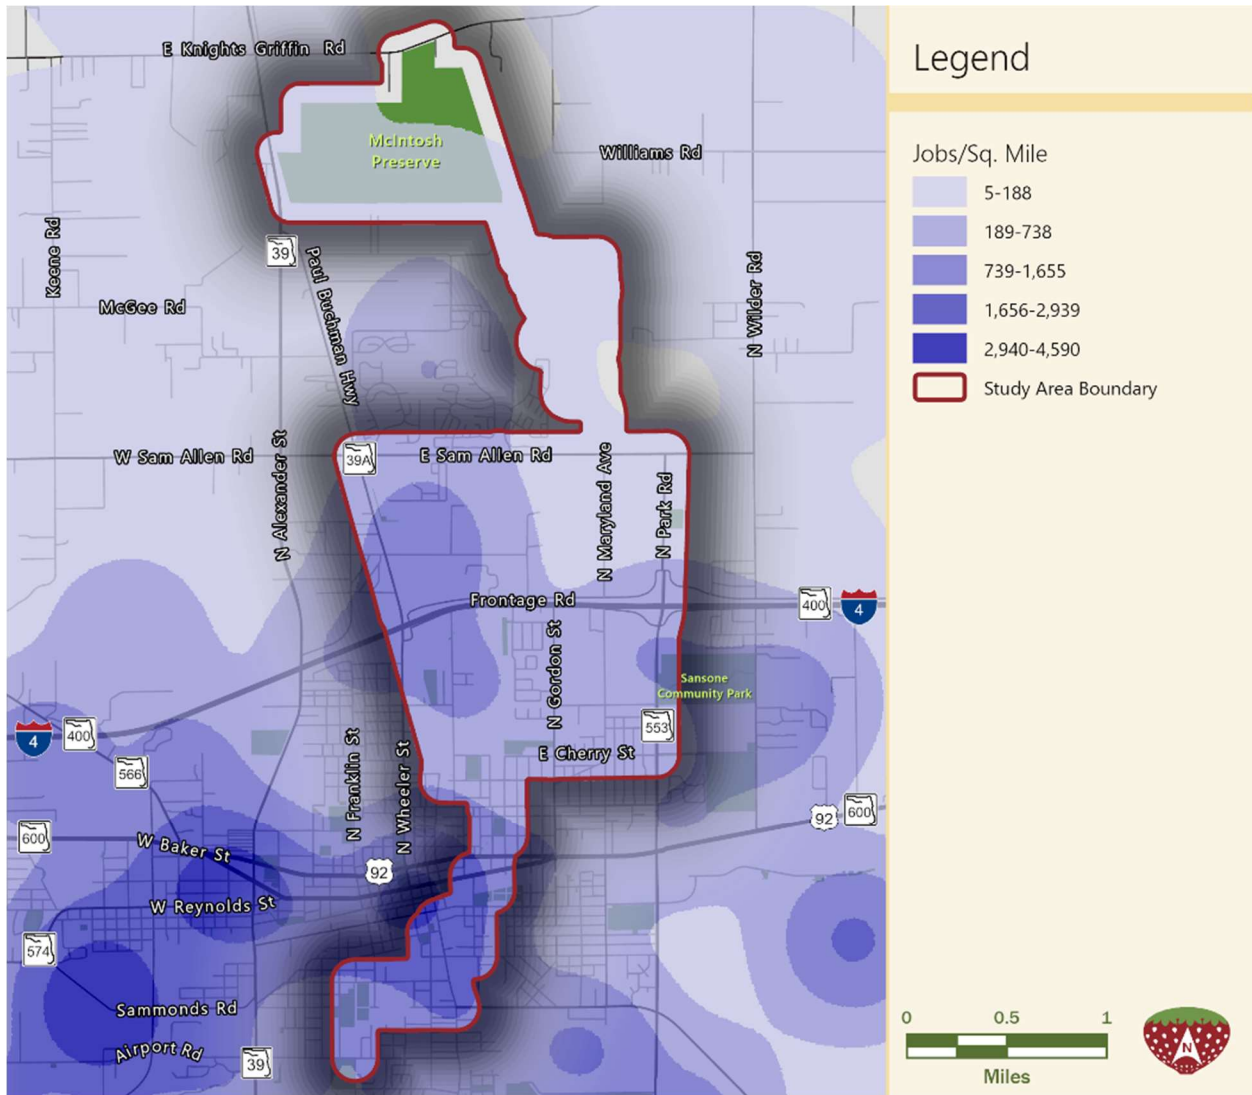 E Knights Griffin Rd
McIntosh
Preserve
Williams Rd
Keene Rd
39
Paul Buchman Hwy
McGee Rd
N Wilder Rd
W Sam Allen Rd
N Alexander St
39A
E Sam Allen Rd
N Maryland Ave
N Park Rd
Frontage Rd
400
4
N Gordon St
Sansone
Community Park
553
4
400
566
E Cherry St
N Franklin St
N Wheeler St
600
W Baker St
92
92
600
W Reynolds St
574
Sammonds Rd
Airport Rd
39
Legend
Jobs/Sq. Mile
5-188
189-738
739-1,655
1,656-2,939
2,940-4,590
Study Area Boundary
0 0.5 1
Miles
N